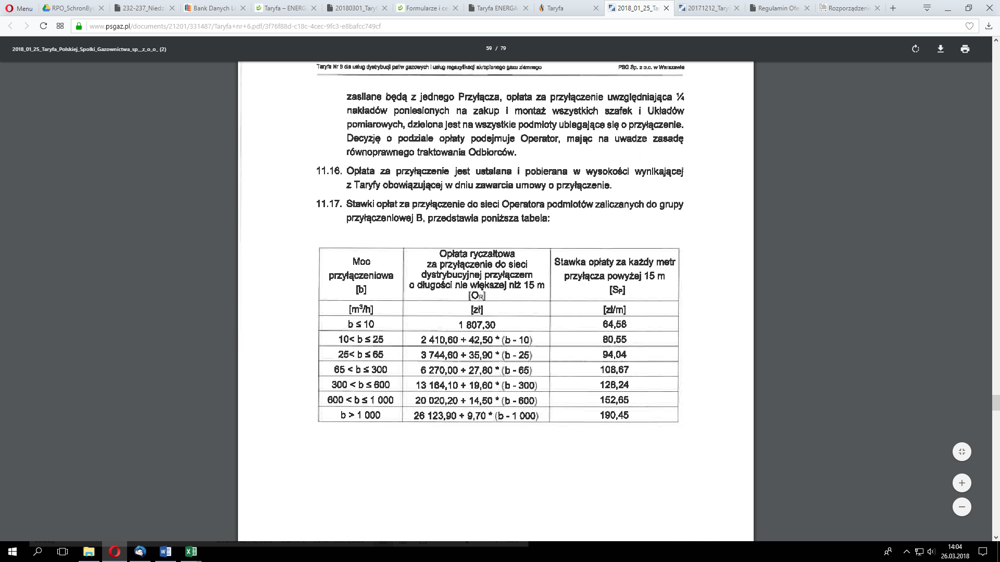 Menu
RPO_SchronBy
232-237_Niedzi
Bank Danych Lo
Taryfa – ENERG
20180301_Taryf
Formularze i ce
Taryfa ENERGA
Taryfa
2018_01_25_Ta
20171212_Tary
Regulamin Ofe
Rozporządzenie
www.psgaz.pl/documents/21201/331487/Taryfa+nr+6.pdf/3f76f88d-c18c-4cec-9fc3-e8bafcc749cf
2018_01_25_Taryfa_Polskiej_Spolki_Gazownictwa_sp__z_o_o_ (2)
59 / 79
Taryfa Nr 6 dla usług dystrybucji paliw gazowych i usług regazyfikacji skroplonego gazu ziemnego
PSG Sp. z o.o. w Warszawie
zasilane będą z jednego Przyłącza, opłata za przyłączenie uwzględniająca ¼
nakładów poniesionych na zakup i montaż wszystkich szafek i Układów
pomiarowych, dzielona jest na wszystkie podmioty ubiegające się o przyłączenie.
Decyzję o podziale opłaty podejmuje Operator, mając na uwadze zasadę
równoprawnego traktowania Odbiorców.
11.16. Opłata za przyłączenie jest ustalana i pobierana w wysokości wynikającej
z Taryfy obowiązującej w dniu zawarcia umowy o przyłączenie.
11.17. Stawki opłat za przyłączenie do sieci Operatora podmiotów zaliczanych do grupy
przyłączeniowej B, przedstawia poniższa tabela:
Moc
przyłączeniowa
[b]
Opłata ryczałtowa
za przyłączenie do sieci
dystrybucyjnej przyłączem
o długości nie większej niż 15 m
[OR]
Stawka opłaty za każdy metr
przyłącza powyżej 15 m
[SP]
[m³/h] [zł] [zł/m]
b ≤ 10 1 807,30 64,58
10< b ≤ 25 2 410,60 + 42,50 * (b - 10) 80,55
25< b ≤ 65 3 744,60 + 35,90 * (b - 25) 94,04
65 < b ≤ 300 6 270,00 + 27,80 * (b - 65) 108,67
300 < b ≤ 600 13 164,10 + 19,60 * (b - 300) 126,24
600 < b ≤ 1 000 20 020,20 + 14,50 * (b - 600) 152,65
b > 1 000 26 123,90 + 9,70 * (b - 1 000) 190,45
14:04
26.03.2018